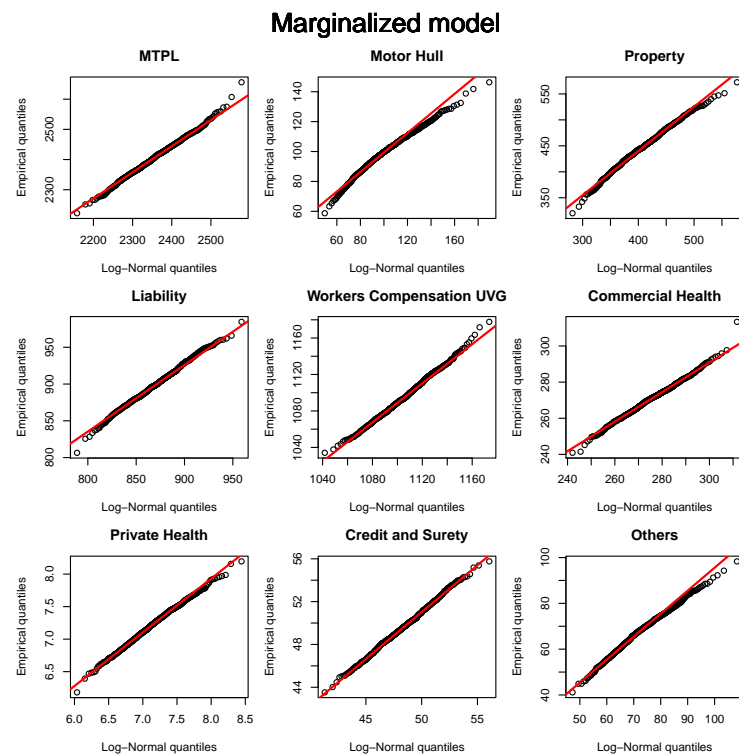 Marginalized model
MTPL
Motor Hull
Property
Empirical quantiles
2300
2500
2200 2300 2400 2500
Log−Normal quantiles
Empirical quantiles
60 80 100 120 140
60 80 120 160
Log−Normal quantiles
Empirical quantiles
350 450 550
300 400 500
Log−Normal quantiles
Liability
Workers Compensation UVG
Commercial Health
Empirical quantiles
800 850 900 950
800 850 900 950
Log−Normal quantiles
Empirical quantiles
1040 1080 1120 1160
1040 1080 1120 1160
Log−Normal quantiles
Empirical quantiles
240 260 280 300
240 260 280 300
Log−Normal quantiles
Private Health
Credit and Surety
Others
Empirical quantiles
6.5 7.0 7.5 8.0
6.0 6.5 7.0 7.5 8.0 8.5
Log−Normal quantiles
Empirical quantiles
44 48 52 56
45 50 55
Log−Normal quantiles
Empirical quantiles
40 60 80 100
50 60 70 80 90 100
Log−Normal quantiles